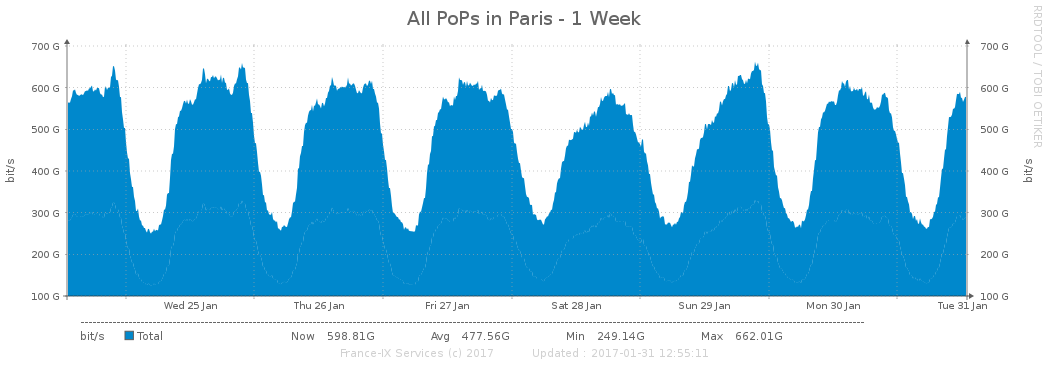 All PoPs in Paris - 1 Week
RRDTOOL / TOBI OETIKER
700 G 700 G
600 G 600 G
500 G 500 G
400 G 400 G
300 G 300 G
200 G 200 G
100 G 100 G
bit/s bit/s
Wed 25 Jan Thu 26 Jan Fri 27 Jan Sat 28 Jan Sun 29 Jan Mon 30 Jan Tue 31 Jan
bit/s Total Now 598.81G Avg 477.56G Min 249.14G Max 662.01G
France-IX Services (c) 2017 Updated : 2017-01-31 12:55:11